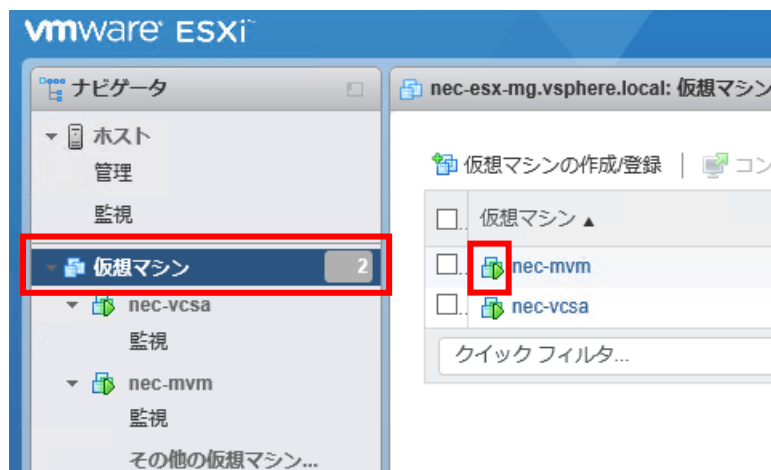 vmware ESXi™
ナビゲータ
ホスト
管理
監視
仮想マシン 2
nec-vcsa
監視
nec-mvm
監視
その他の仮想マシン...
nec-esx-mg.vsphere.local: 仮想マシン
仮想マシンの作成/登録 | コン
仮想マシン ▲
nec-mvm
nec-vcsa
クイック フィルタ...